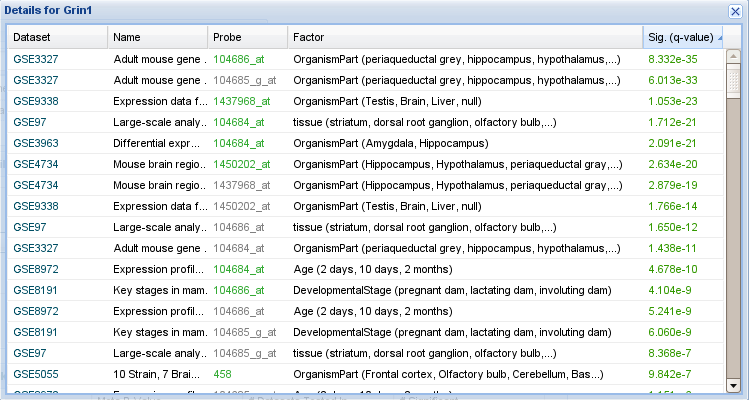 Details for Grin1
Dataset Name Probe Factor Sig. (q-value)
GSE3327 Adult mouse gene . 104686_at OrganismPart (periaqueductal grey, hippocampus, hypothalamus,...) 8.332e-35
GSE3327 Adult mouse gene . 104685_g_at OrganismPart (periaqueductal grey, hippocampus, hypothalamus,...) 6.013e-33
GSE9338 Expression data f... 1437968_at OrganismPart (Testis, Brain, Liver, null) 1.053e-23
GSE97 Large-scale analy... 104684_at tissue (striatum, dorsal root ganglion, olfactory bulb,...) 1.712e-21
GSE3963 Differential expr... 104684_at OrganismPart (Amygdala, Hippocampus) 2.091e-21
GSE4734 Mouse brain regio... 1450202_at OrganismPart (Hippocampus, Hypothalamus, periaqueductal gray,...) 2.634e-20
GSE4734 Mouse brain regio... 1437968_at OrganismPart (Hippocampus, Hypothalamus, periaqueductal gray,...) 2.879e-19
GSE9338 Expression data f... 1450202_at OrganismPart (Testis, Brain, Liver, null) 1.766e-14
GSE97 Large-scale analy... 104686_at tissue (striatum, dorsal root ganglion, olfactory bulb,...) 1.650e-12
GSE3327 Adult mouse gene . 104684_at OrganismPart (periaqueductal grey, hippocampus, hypothalamus,...) 1.438e-11
GSE8972 Expression profil... 104684_at Age (2 days, 10 days, 2 months) 4.678e-10
GSE8191 Key stages in mam. 104686_at DevelopmentalStage (pregnant dam, lactating dam, involuting dam) 4.104e-9
GSE8972 Expression profil... 104686_at Age (2 days, 10 days, 2 months) 5.241e-9
GSE8191 Key stages in mam. 104685_g_at DevelopmentalStage (pregnant dam, lactating dam, involuting dam) 6.060e-9
GSE97 Large-scale analy... 104685_g_at tissue (striatum, dorsal root ganglion, olfactory bulb,...) 8.368e-7
GSE5055 10 Strain, 7 Brai... 458 OrganismPart (Frontal cortex, Olfactory bulb, Cerebellum, Bas...) 9.842e-7